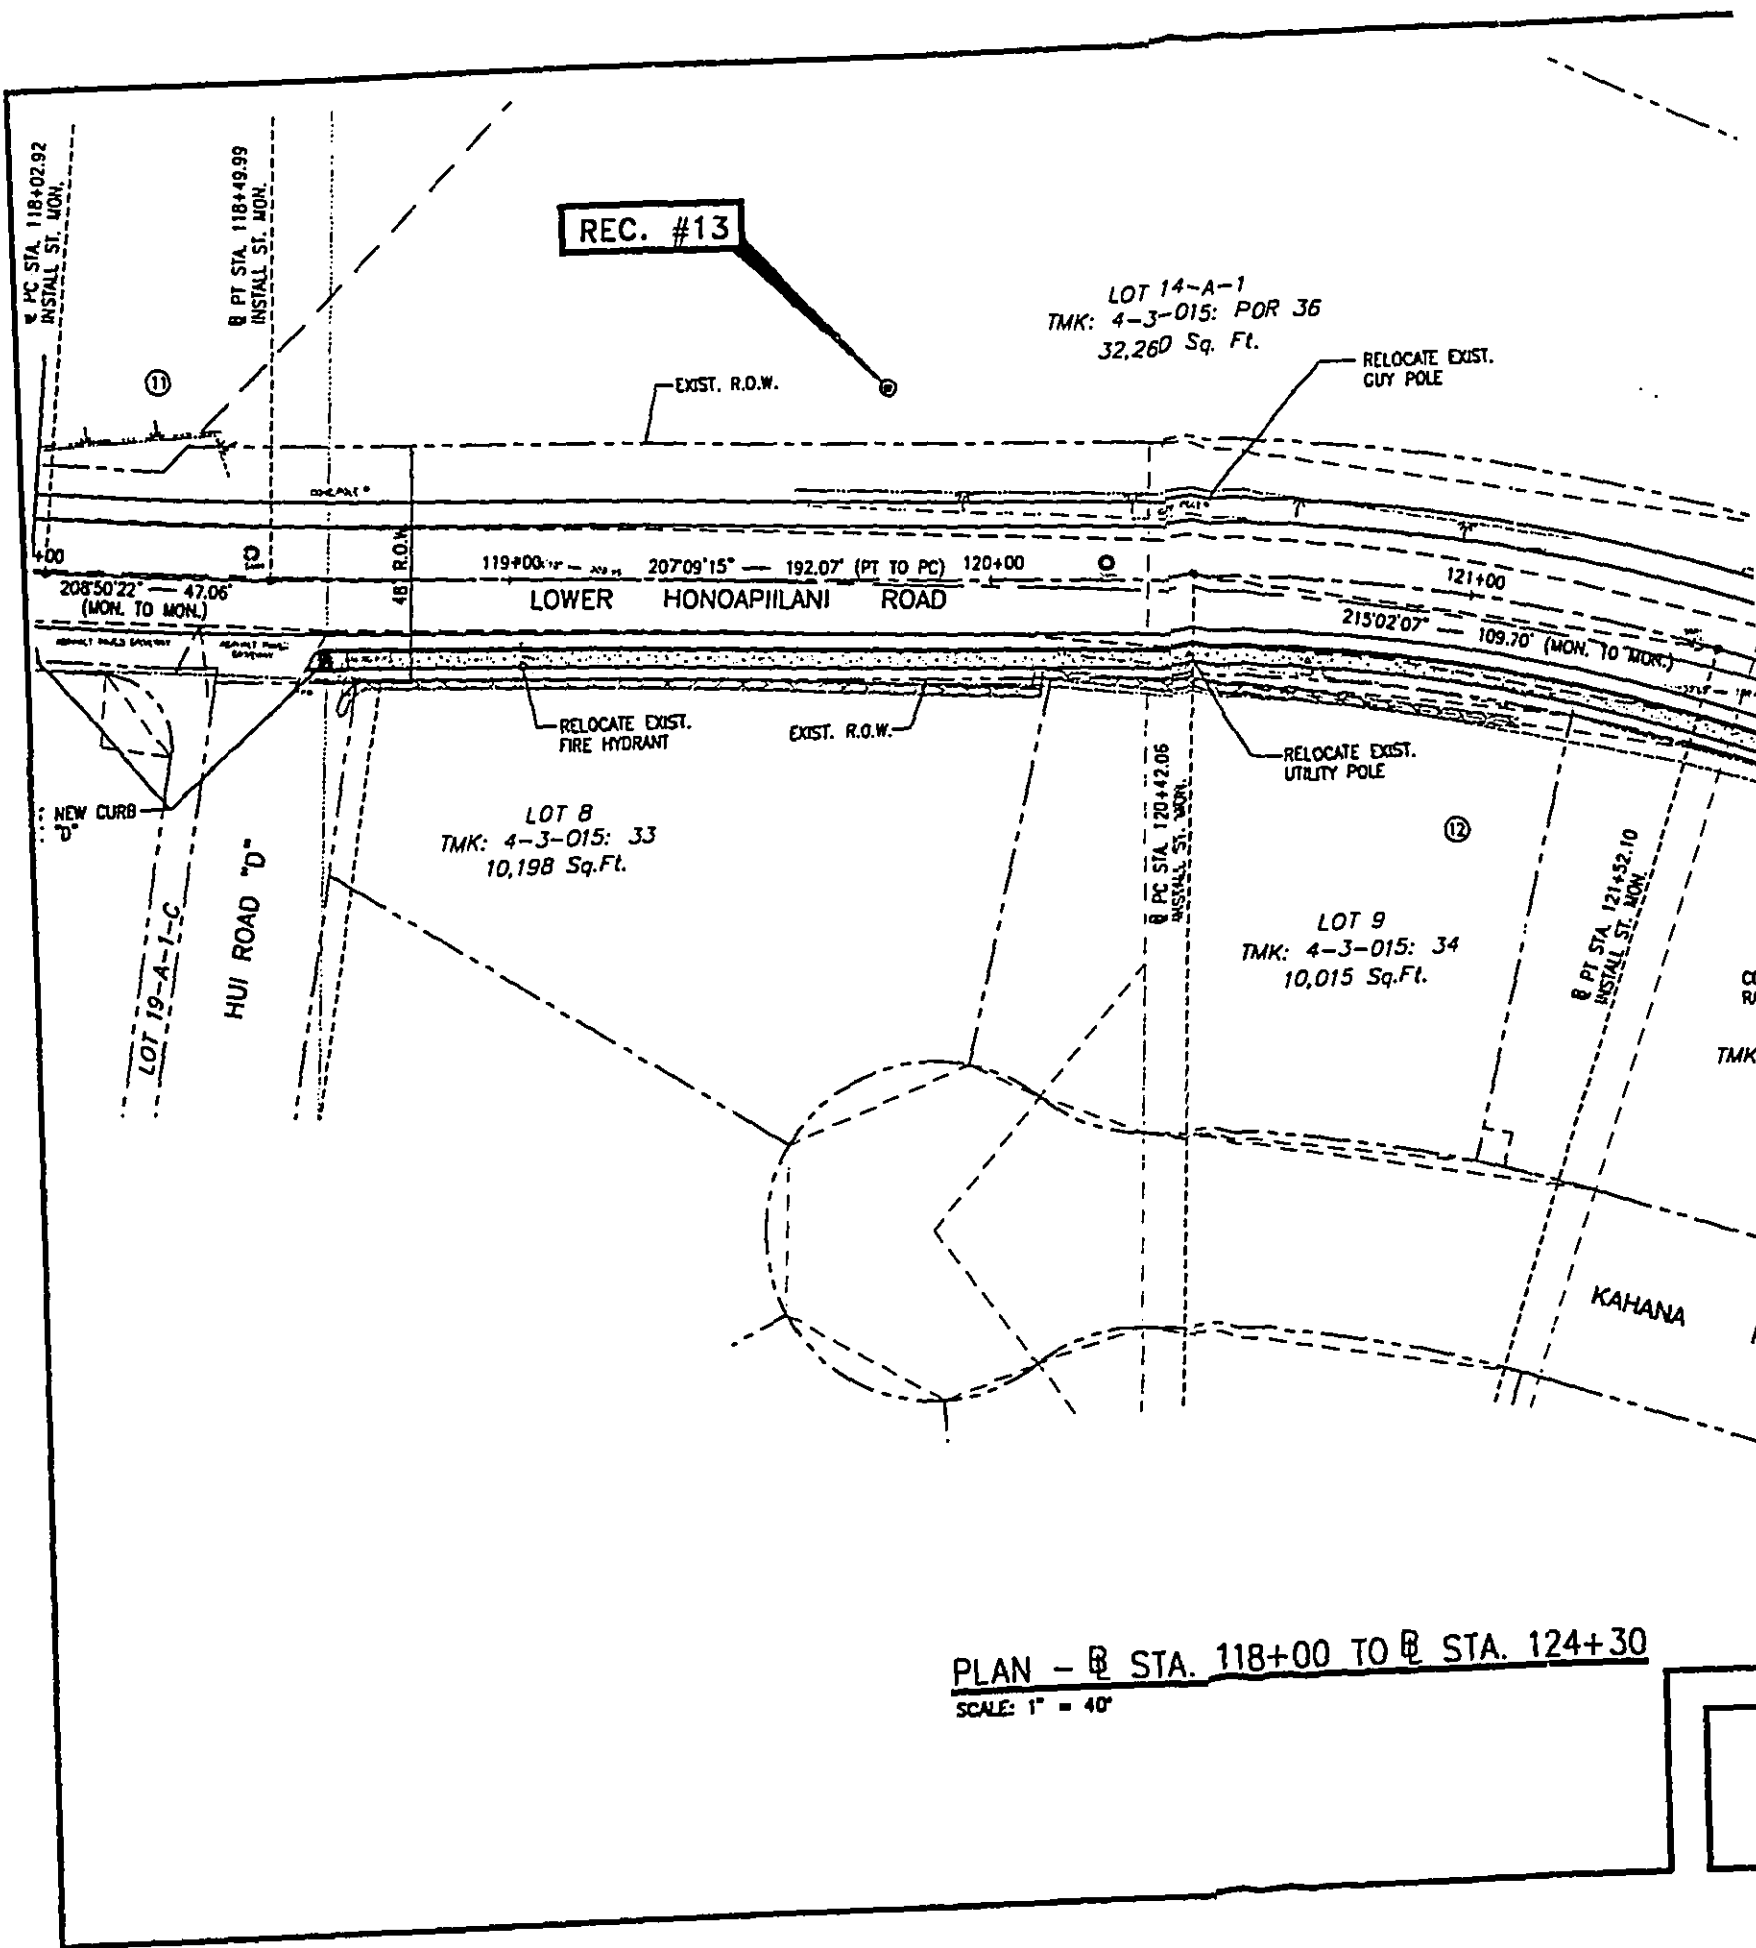 ℄ PC STA. 118+02.92
INSTALL ST. MON.
℄ PT STA. 118+49.99
INSTALL ST. MON.
REC. #13
LOT 14-A-1
TMK: 4-3-015: POR 36
32,260 Sq. Ft.
RELOCATE EXIST.
GUY POLE
EXIST. R.O.W.
11
48' R.O.W.
+00
119+00
207°09'15" — 192.07' (PT TO PC)
120+00
121+00
208°50'22" — 47.06'
(MON. TO MON.)
LOWER HONOAPIILANI ROAD
215°02'07" — 109.70' (MON. TO MON.)
RELOCATE EXIST.
FIRE HYDRANT
EXIST. R.O.W.
RELOCATE EXIST.
UTILITY POLE
NEW CURB
"D"
LOT 8
TMK: 4-3-015: 33
10,198 Sq.Ft.
12
℄ PC STA. 120+42.06
INSTALL ST. MON.
LOT 9
TMK: 4-3-015: 34
10,015 Sq.Ft.
℄ PT STA. 121+52.10
INSTALL ST. MON.
LOT 19-A-1-C
HUI ROAD "D"
TMK
KAHANA
PLAN - ℄ STA. 118+00 TO ℄ STA. 124+30
SCALE: 1" = 40'